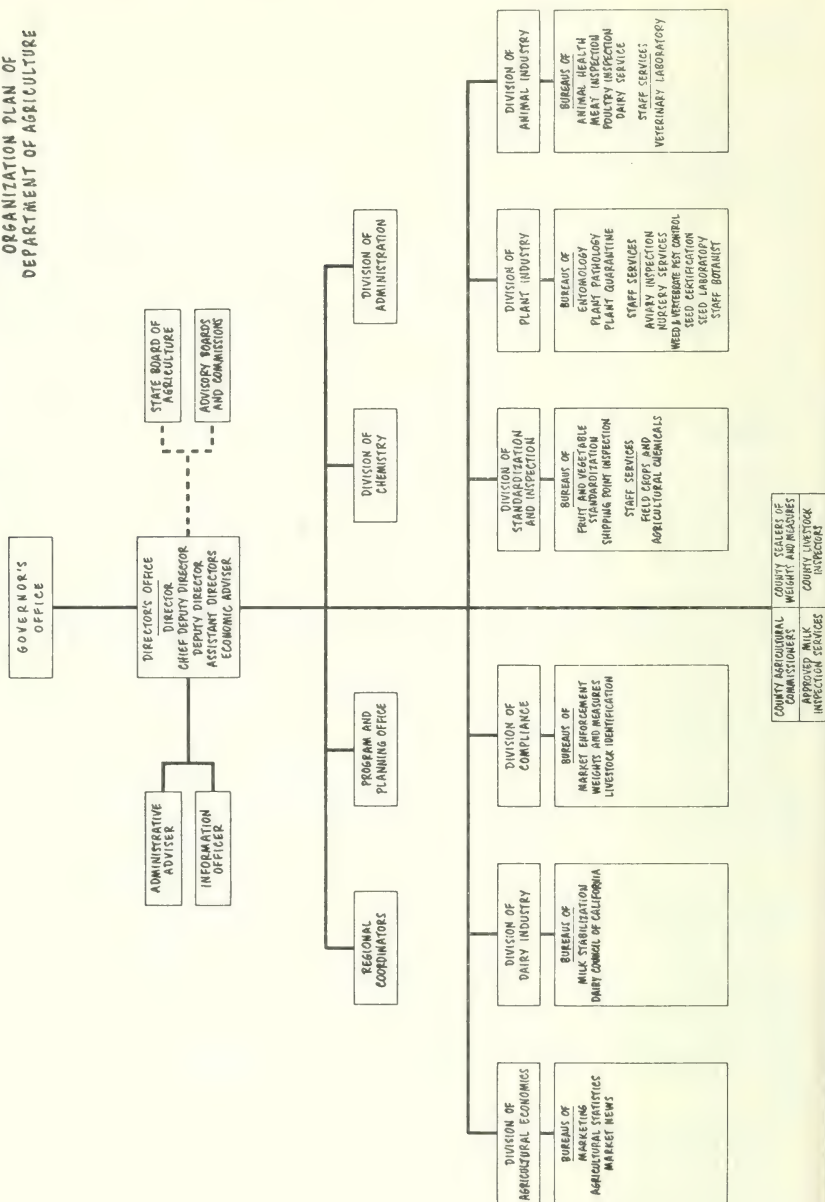 ORGANIZATION PLAN OF
DEPARTMENT OF AGRICULTURE
GOVERNOR'S
OFFICE
DIRECTOR'S OFFICE
DIRECTOR
CHIEF DEPUTY DIRECTOR
DEPUTY DIRECTOR
ASSISTANT DIRECTORS
ECONOMIC ADVISER
STATE BOARD OF
AGRICULTURE
ADVISORY BOARDS
AND COMMISSIONS
ADMINISTRATIVE
ADVISER
INFORMATION
OFFICER
REGIONAL
COORDINATORS
PROGRAM AND
PLANNING OFFICE
DIVISION OF
CHEMISTRY
DIVISION OF
ADMINISTRATION
DIVISION OF
AGRICULTURAL ECONOMICS
BUREAUS OF
MARKETING
AGRICULTURAL STATISTICS
MARKET NEWS
DIVISION OF
DAIRY INDUSTRY
BUREAUS OF
MILK STABILIZATION
DAIRY COUNCIL OF CALIFORNIA
DIVISION OF
COMPLIANCE
BUREAUS OF
MARKET ENFORCEMENT
WEIGHTS AND MEASURES
LIVESTOCK IDENTIFICATION
DIVISION OF
STANDARDIZATION
AND INSPECTION
BUREAUS OF
FRUIT AND VEGETABLE
STANDARDIZATION
SHIPPING POINT INSPECTION
STAFF SERVICES
FIELD CROPS AND
AGRICULTURAL CHEMICALS
DIVISION OF
PLANT INDUSTRY
BUREAUS OF
ENTOMOLOGY
PLANT PATHOLOGY
PLANT QUARANTINE
STAFF SERVICES
AVIARY INSPECTION
NURSERY SERVICES
WEED & VERTEBRATE PEST CONTROL
SEED CERTIFICATION
SEED LABORATORY
STAFF BOTANIST
DIVISION OF
ANIMAL INDUSTRY
BUREAUS OF
ANIMAL HEALTH
MEAT INSPECTION
POULTRY INSPECTION
DAIRY SERVICE
STAFF SERVICES
VETERINARY LABORATORY
COUNTY AGRICULTURAL
COMMISSIONERS
COUNTY SEALERS OF
WEIGHTS AND MEASURES
APPROVED MILK
INSPECTION SERVICES
COUNTY LIVESTOCK
INSPECTORS